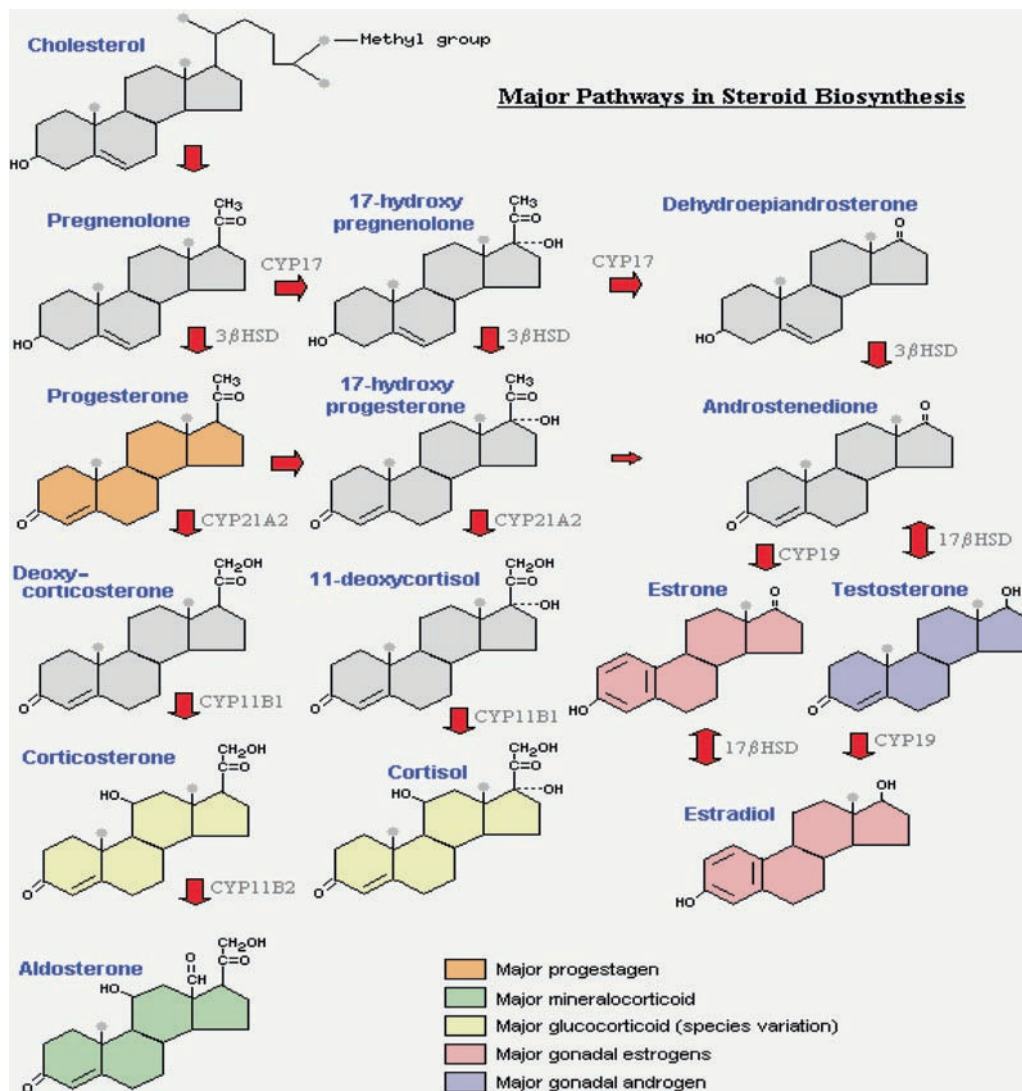 Cholesterol
Methyl group
Major Pathways in Steroid Biosynthesis
HO
Pregnenolone
CH3
C=O
HO
CYP17
17-hydroxy
pregnenolone
CH3
C=O
OH
HO
CYP17
Dehydroepiandrosterone
O
HO
3βHSD
3βHSD
3βHSD
Progesterone
CH3
C=O
O
17-hydroxy
progesterone
CH3
C=O
OH
O
Androstenedione
O
O
CYP21A2
CYP21A2
CYP19
17βHSD
Deoxy-
corticosterone
CH2OH
C=O
O
11-deoxycortisol
CH2OH
C=O
OH
O
Estrone
O
HO
Testosterone
OH
O
CYP11B1
CYP11B1
17βHSD
CYP19
Corticosterone
CH2OH
C=O
HO
O
Cortisol
CH2OH
C=O
HO
OH
O
Estradiol
OH
HO
CYP11B2
Aldosterone
CH2OH
O
C=O
CH
HO
O
Major progestagen
Major mineralocorticoid
Major glucocorticoid (species variation)
Major gonadal estrogens
Major gonadal androgen